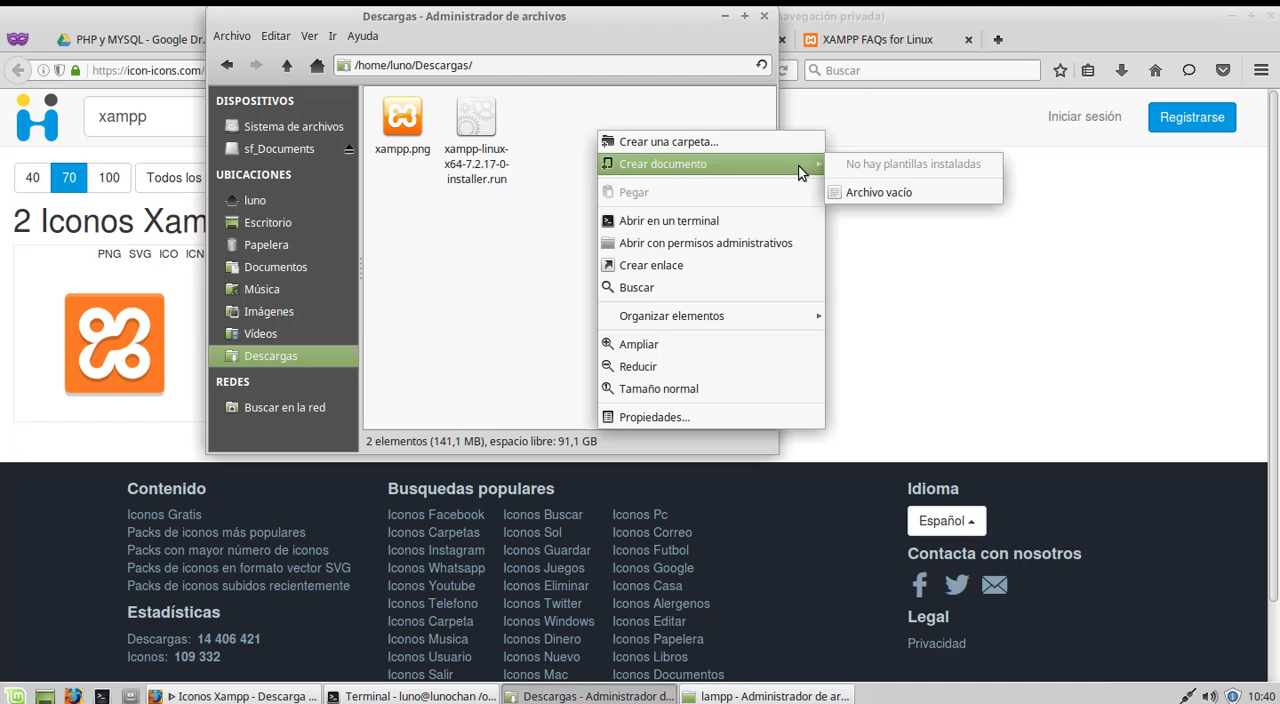 Descargas - Administrador de archivos
navegación privada)
PHP y MYSQL - Google Dr
XAMPP FAQs for Linux
https://icon-icons.com/
Buscar
Archivo Editar Ver Ir Ayuda
/home/luno/Descargas/
xampp
Iniciar sesión
Registrarse
40 70 100 Todos los
2 Iconos Xamp
PNG SVG ICO ICN
DISPOSITIVOS
Sistema de archivos
sf_Documents
UBICACIONES
luno
Escritorio
Papelera
Documentos
Música
Imágenes
Vídeos
Descargas
REDES
Buscar en la red
xampp.png
xampp-linux-
x64-7.2.17-0-
installer.run
Crear una carpeta...
Crear documento
Pegar
Abrir en un terminal
Abrir con permisos administrativos
Crear enlace
Buscar
Organizar elementos
Ampliar
Reducir
Tamaño normal
Propiedades...
No hay plantillas instaladas
Archivo vacío
2 elementos (141,1 MB), espacio libre: 91,1 GB
Contenido
Iconos Gratis
Packs de iconos más populares
Packs con mayor número de iconos
Packs de iconos en formato vector SVG
Packs de iconos subidos recientemente
Estadísticas
Descargas: 14 406 421
Iconos: 109 332
Busquedas populares
Iconos Facebook Iconos Buscar Iconos Pc
Iconos Carpetas Iconos Sol Iconos Correo
Iconos Instagram Iconos Guardar Iconos Futbol
Iconos Whatsapp Iconos Juegos Iconos Google
Iconos Youtube Iconos Eliminar Iconos Casa
Iconos Telefono Iconos Twitter Iconos Alergenos
Iconos Carpeta Iconos Windows Iconos Editar
Iconos Musica Iconos Dinero Iconos Papelera
Iconos Usuario Iconos Nuevo Iconos Libros
Iconos Salir Iconos Mac Iconos Documentos
Idioma
Español
Contacta con nosotros
Legal
Privacidad
Iconos Xampp - Descarga ...
Terminal - luno@lunochan /o...
Descargas - Administrador d...
lampp - Administrador de ar...
10:40